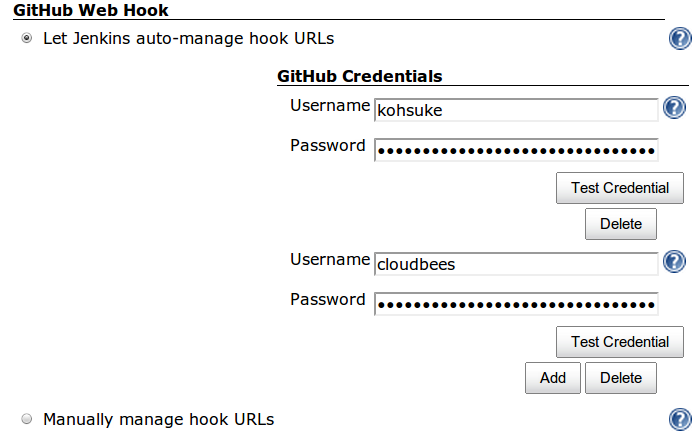 GitHub Web Hook
Let Jenkins auto-manage hook URLs
?
GitHub Credentials
Username kohsuke ?
Password •••••••••••••••••••••••••••••••
Test Credential
Delete
Username cloudbees ?
Password •••••••••••••••••••••••••••••••
Test Credential
Add Delete
Manually manage hook URLs ?